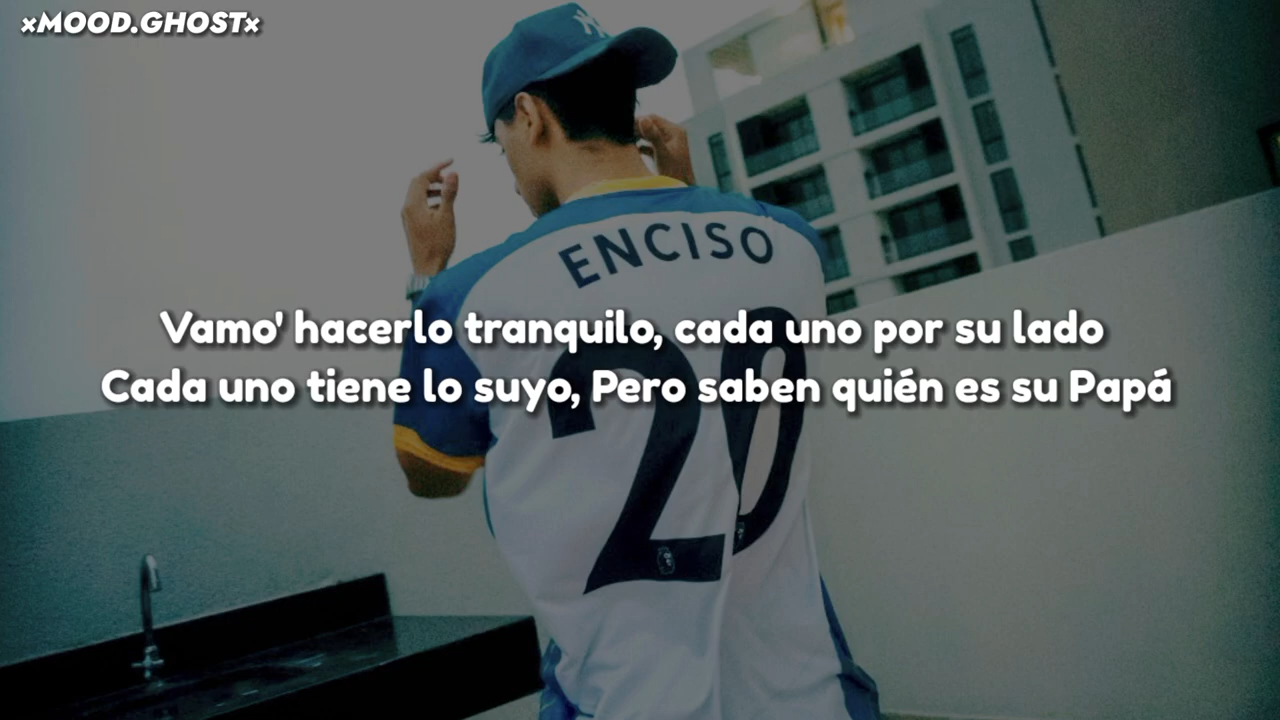 ×MOOD.GHOST×
NY
ENCISO
Vamo' hacerlo tranquilo, cada uno por su lado
Cada uno tiene lo suyo, Pero saben quién es su Papá
20